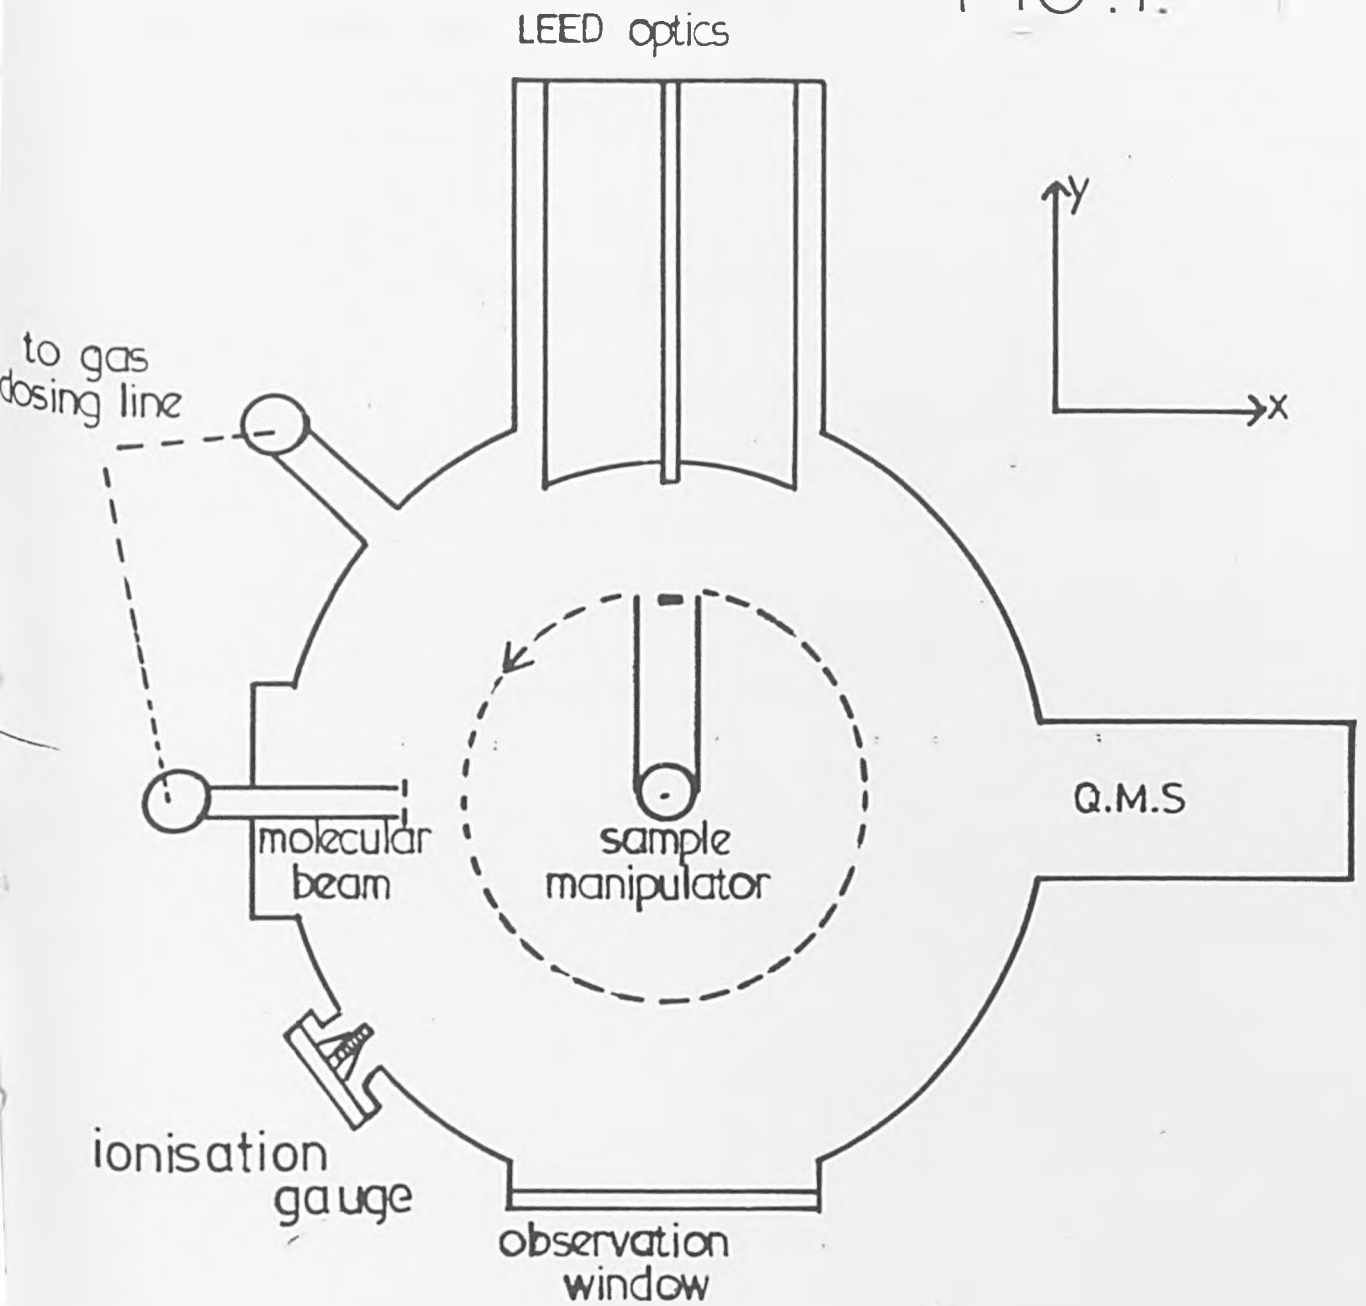 LEED optics
y
x
to gas
dosing line
Q.M.S
molecular
beam
sample
manipulator
ionisation
gauge
observation
window